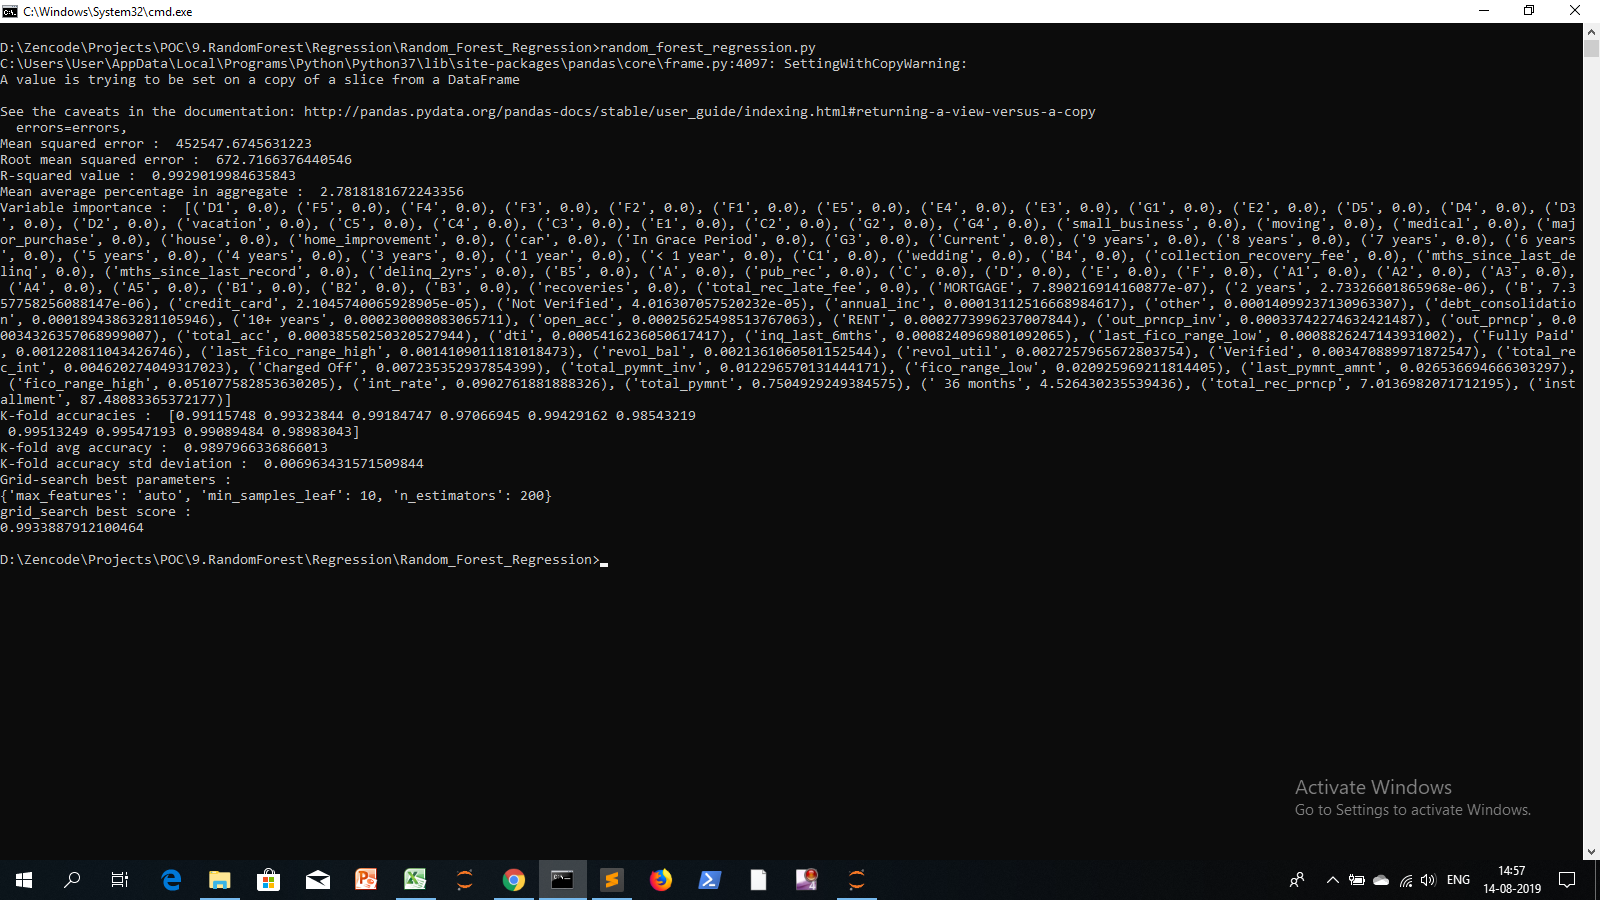 C:\Windows\System32\cmd.exe
D:\Zencode\Projects\POC\9.RandomForest\Regression\Random_Forest_Regression>random_forest_regression.py
C:\Users\User\AppData\Local\Programs\Python\Python37\lib\site-packages\pandas\core\frame.py:4097: SettingWithCopyWarning:
A value is trying to be set on a copy of a slice from a DataFrame
See the caveats in the documentation: http://pandas.pydata.org/pandas-docs/stable/user_guide/indexing.html#returning-a-view-versus-a-copy
  errors=errors,
Mean squared error :  452547.6745631223
Root mean squared error :  672.7166376440546
R-squared value :  0.9929019984635843
Mean average percentage in aggregate :  2.7818181672243356
Variable importance :  [('D1', 0.0), ('F5', 0.0), ('F4', 0.0), ('F3', 0.0), ('F2', 0.0), ('F1', 0.0), ('E5', 0.0), ('E4', 0.0), ('E3', 0.0), ('G1', 0.0), ('E2', 0.0), ('D5', 0.0), ('D4', 0.0), ('D3
', 0.0), ('D2', 0.0), ('vacation', 0.0), ('C5', 0.0), ('C4', 0.0), ('C3', 0.0), ('E1', 0.0), ('C2', 0.0), ('G2', 0.0), ('G4', 0.0), ('small_business', 0.0), ('moving', 0.0), ('medical', 0.0), ('maj
or_purchase', 0.0), ('house', 0.0), ('home_improvement', 0.0), ('car', 0.0), ('In Grace Period', 0.0), ('G3', 0.0), ('Current', 0.0), ('9 years', 0.0), ('8 years', 0.0), ('7 years', 0.0), ('6 years
', 0.0), ('5 years', 0.0), ('4 years', 0.0), ('3 years', 0.0), ('1 year', 0.0), ('< 1 year', 0.0), ('C1', 0.0), ('wedding', 0.0), ('B4', 0.0), ('collection_recovery_fee', 0.0), ('mths_since_last_de
linq', 0.0), ('mths_since_last_record', 0.0), ('delinq_2yrs', 0.0), ('B5', 0.0), ('A', 0.0), ('pub_rec', 0.0), ('C', 0.0), ('D', 0.0), ('E', 0.0), ('F', 0.0), ('A1', 0.0), ('A2', 0.0), ('A3', 0.0),
('A4', 0.0), ('A5', 0.0), ('B1', 0.0), ('B2', 0.0), ('B3', 0.0), ('recoveries', 0.0), ('total_rec_late_fee', 0.0), ('MORTGAGE', 7.890216914160877e-07), ('2 years', 2.73326601865968e-06), ('B', 7.3
57758256088147e-06), ('credit_card', 2.1045740065928905e-05), ('Not Verified', 4.016307057520232e-05), ('annual_inc', 0.00013112516668984617), ('other', 0.00014099237130963307), ('debt_consolidatio
n', 0.00018943863281105946), ('10+ years', 0.000230008083065711), ('open_acc', 0.00025625498513767063), ('RENT', 0.0002773996237007844), ('out_prncp_inv', 0.00033742274632421487), ('out_prncp', 0.0
0034326357068999007), ('total_acc', 0.00038550250320527944), ('dti', 0.0005416236050617417), ('inq_last_6mths', 0.0008240969801092065), ('last_fico_range_low', 0.0008826247143931002), ('Fully Paid'
, 0.001220811043426746), ('last_fico_range_high', 0.0014109011181018473), ('revol_bal', 0.0021361060501152544), ('revol_util', 0.0027257965672803754), ('Verified', 0.003470889971872547), ('total_re
c_int', 0.004620274049317023), ('Charged Off', 0.007235352937854399), ('total_pymnt_inv', 0.012296570131444171), ('fico_range_low', 0.020925969211814405), ('last_pymnt_amnt', 0.026536694666303297),
 ('fico_range_high', 0.051077582853630205), ('int_rate', 0.0902761881888326), ('total_pymnt', 0.7504929249384575), (' 36 months', 4.526430235539436), ('total_rec_prncp', 7.0136982071712195), ('inst
allment', 87.48083365372177)]
K-fold accuracies :  [0.99115748 0.99323844 0.99184747 0.97066945 0.99429162 0.98543219
 0.99513249 0.99547193 0.99089484 0.98983043]
K-fold avg accuracy :  0.9897966336866013
K-fold accuracy std deviation :  0.006963431571509844
Grid-search best parameters :
{'max_features': 'auto', 'min_samples_leaf': 10, 'n_estimators': 200}
grid_search best score :
0.9933887912100464
D:\Zencode\Projects\POC\9.RandomForest\Regression\Random_Forest_Regression>
Activate Windows
Go to Settings to activate Windows.
ENG
14:57
14-08-2019